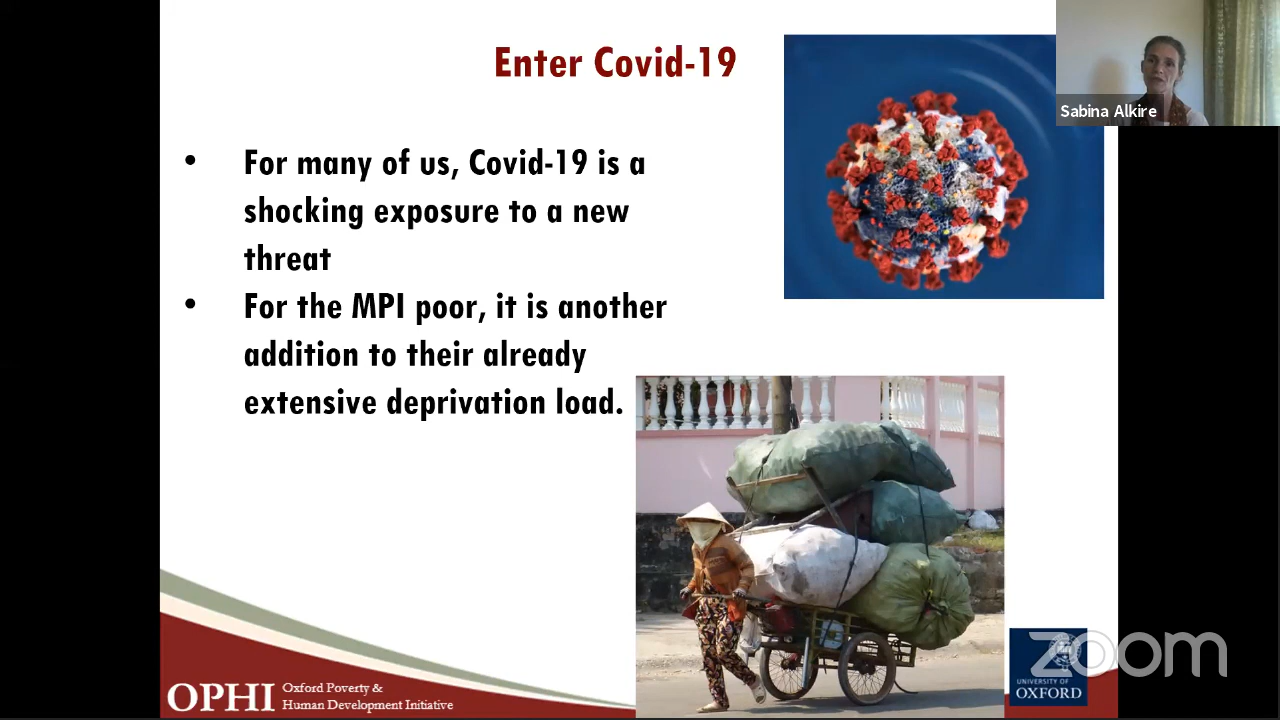 Enter Covid-19
Sabina Alkire
• For many of us, Covid-19 is a
shocking exposure to a new
threat
• For the MPI poor, it is another
addition to their already
extensive deprivation load.
OPHI
Oxford Poverty &
Human Development Initiative
UNIVERSITY OF
OXFORD
zoom